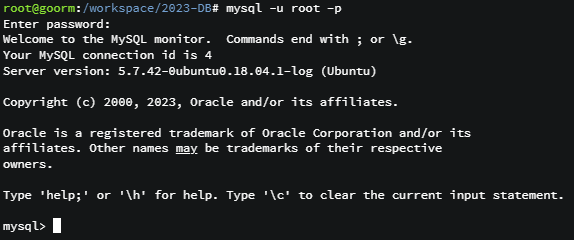 root@goorm:/workspace/2023-DB# mysql -u root -p
Enter password:
Welcome to the MySQL monitor.  Commands end with ; or \g.
Your MySQL connection id is 4
Server version: 5.7.42-0ubuntu0.18.04.1-log (Ubuntu)
Copyright (c) 2000, 2023, Oracle and/or its affiliates.
Oracle is a registered trademark of Oracle Corporation and/or its
affiliates. Other names may be trademarks of their respective
owners.
Type 'help;' or '\h' for help. Type '\c' to clear the current input statement.
mysql>